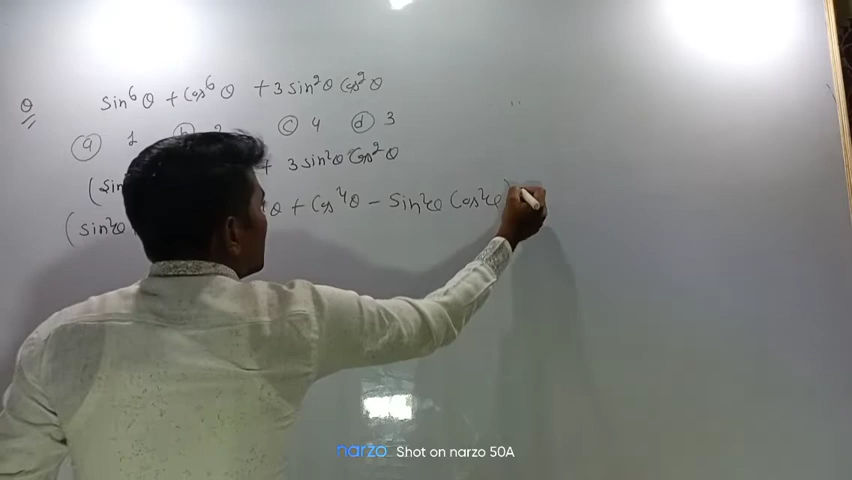 Q sin⁶θ + cos⁶θ + 3 sin²θ cos²θ
(a) 1 (c) 4 (d) 3
(sin + 3 sin²θ cos²θ
(sin²θ θ + cos⁴θ - sin²θ cos²θ)
narzo Shot on narzo 50A